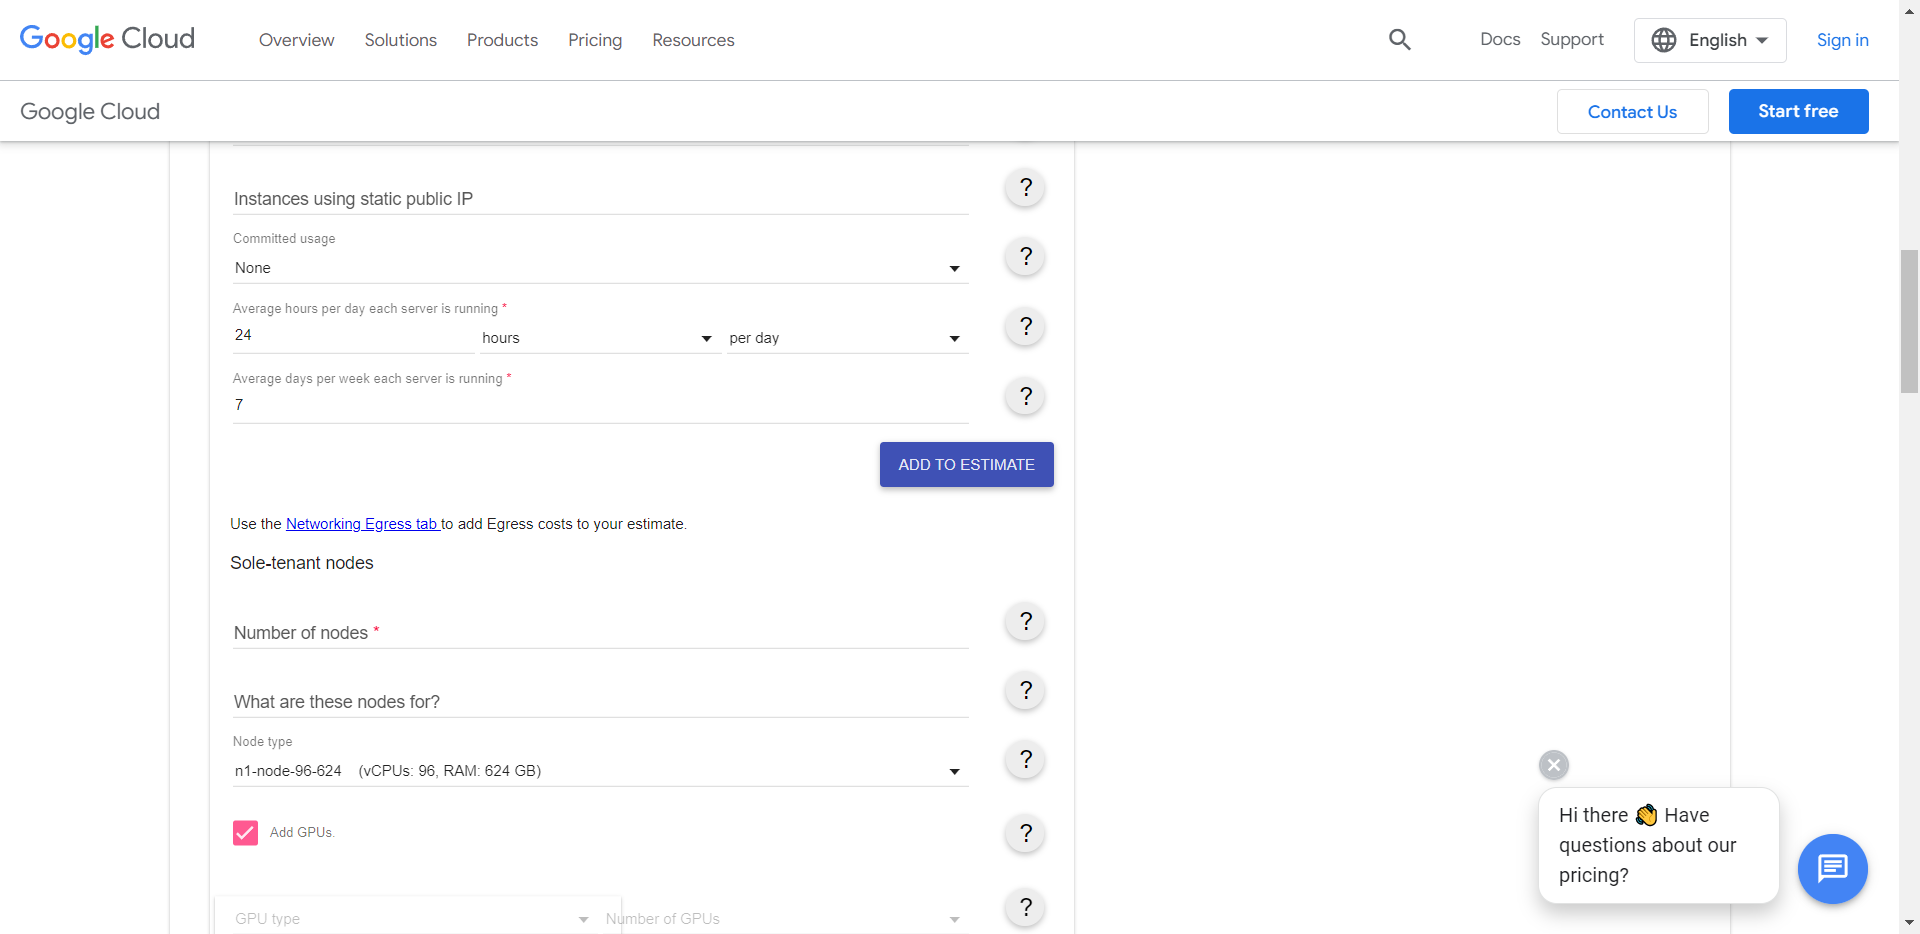 Google Cloud Overview Solutions Products Pricing Resources Docs Support English Sign in
Google Cloud Contact Us Start free
Instances using static public IP ?
Committed usage
None ?
Average hours per day each server is running *
24 hours per day ?
Average days per week each server is running *
7 ?
ADD TO ESTIMATE
Use the Networking Egress tab to add Egress costs to your estimate.
Sole-tenant nodes
Number of nodes * ?
What are these nodes for? ?
Node type
n1-node-96-624 (vCPUs: 96, RAM: 624 GB) ?
Add GPUs. ?
GPU type Number of GPUs ?
Hi there 👋 Have
questions about our
pricing?